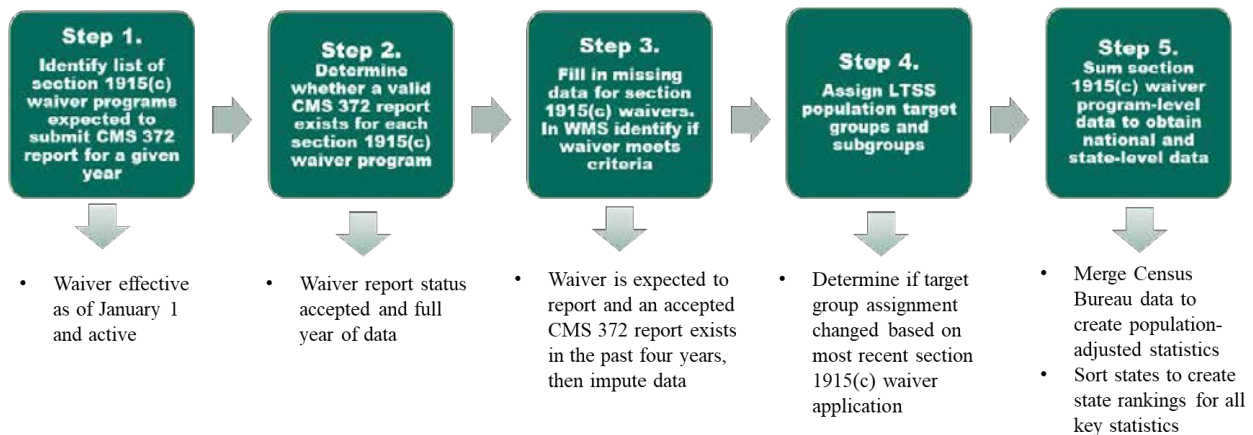 Step 1.
Identify list of
section 1915(c)
waiver programs
expected to
submit CMS 372
report for a given
year
Step 2.
Determine
whether a valid
CMS 372 report
exists for each
section 1915(c)
waiver program
Step 3.
Fill in missing
data for section
1915(c) waivers.
In WMS identify if
waiver meets
criteria
Step 4.
Assign LTSS
population target
groups and
subgroups
Step 5.
Sum section
1915(c) waiver
program-level
data to obtain
national and
state-level data
• Waiver effective
as of January 1
and active
• Waiver report status
accepted and full
year of data
• Waiver is expected to
report and an accepted
CMS 372 report exists
in the past four years,
then impute data
• Determine if target
group assignment
changed based on
most recent section
1915(c) waiver
application
• Merge Census
Bureau data to
create population-
adjusted statistics
• Sort states to create
state rankings for all
key statistics